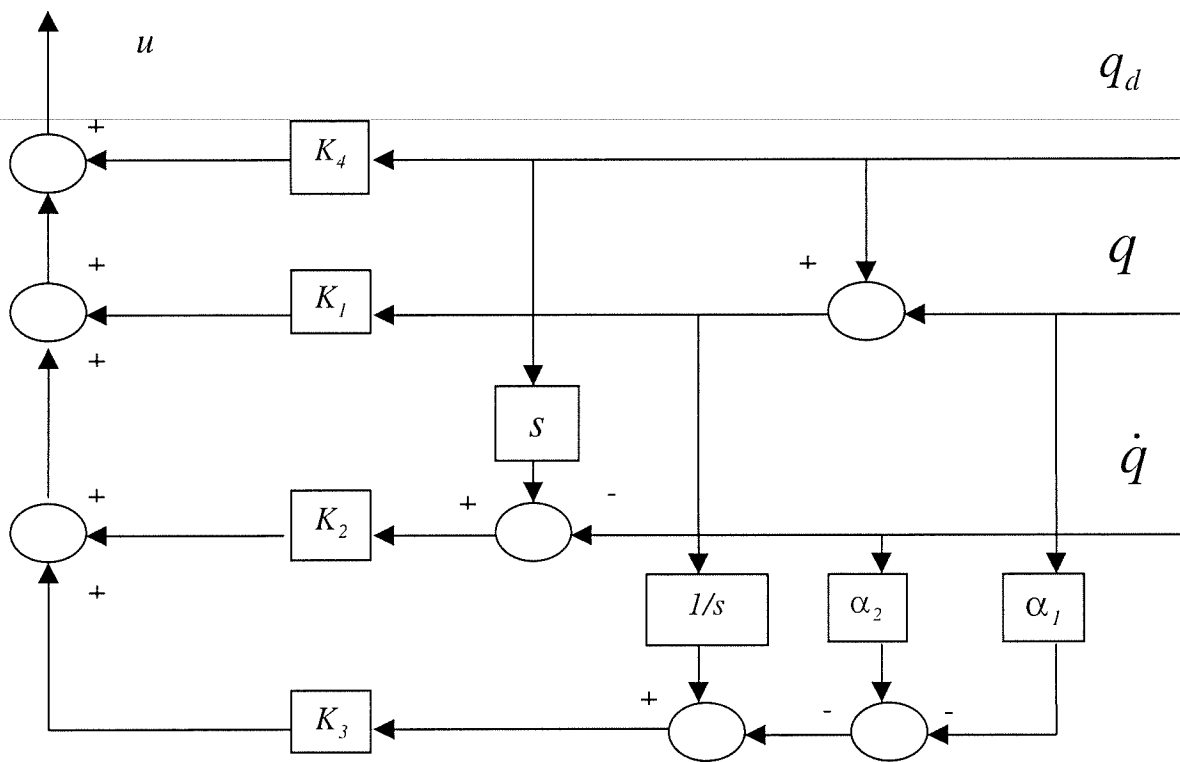 u
q_d
+
K_4
+
q
+
K_1
+
s
q̇
+
K_2
+
-
+
1/s
α_2
α_1
+
-
-
K_3